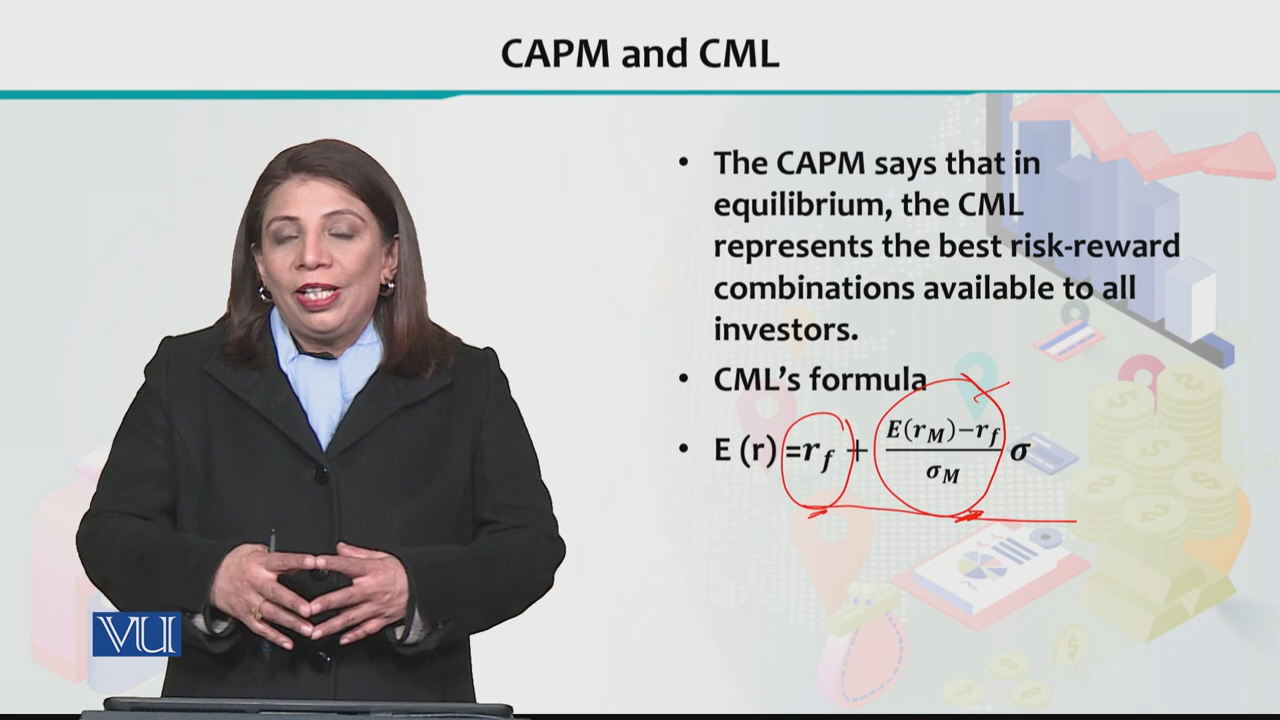 CAPM and CML
• The CAPM says that in
equilibrium, the CML
represents the best risk-reward
combinations available to all
investors.
• CML's formula
• E (r) =r_f + \frac{E(r_M)-r_f}{σ_M} σ
VU